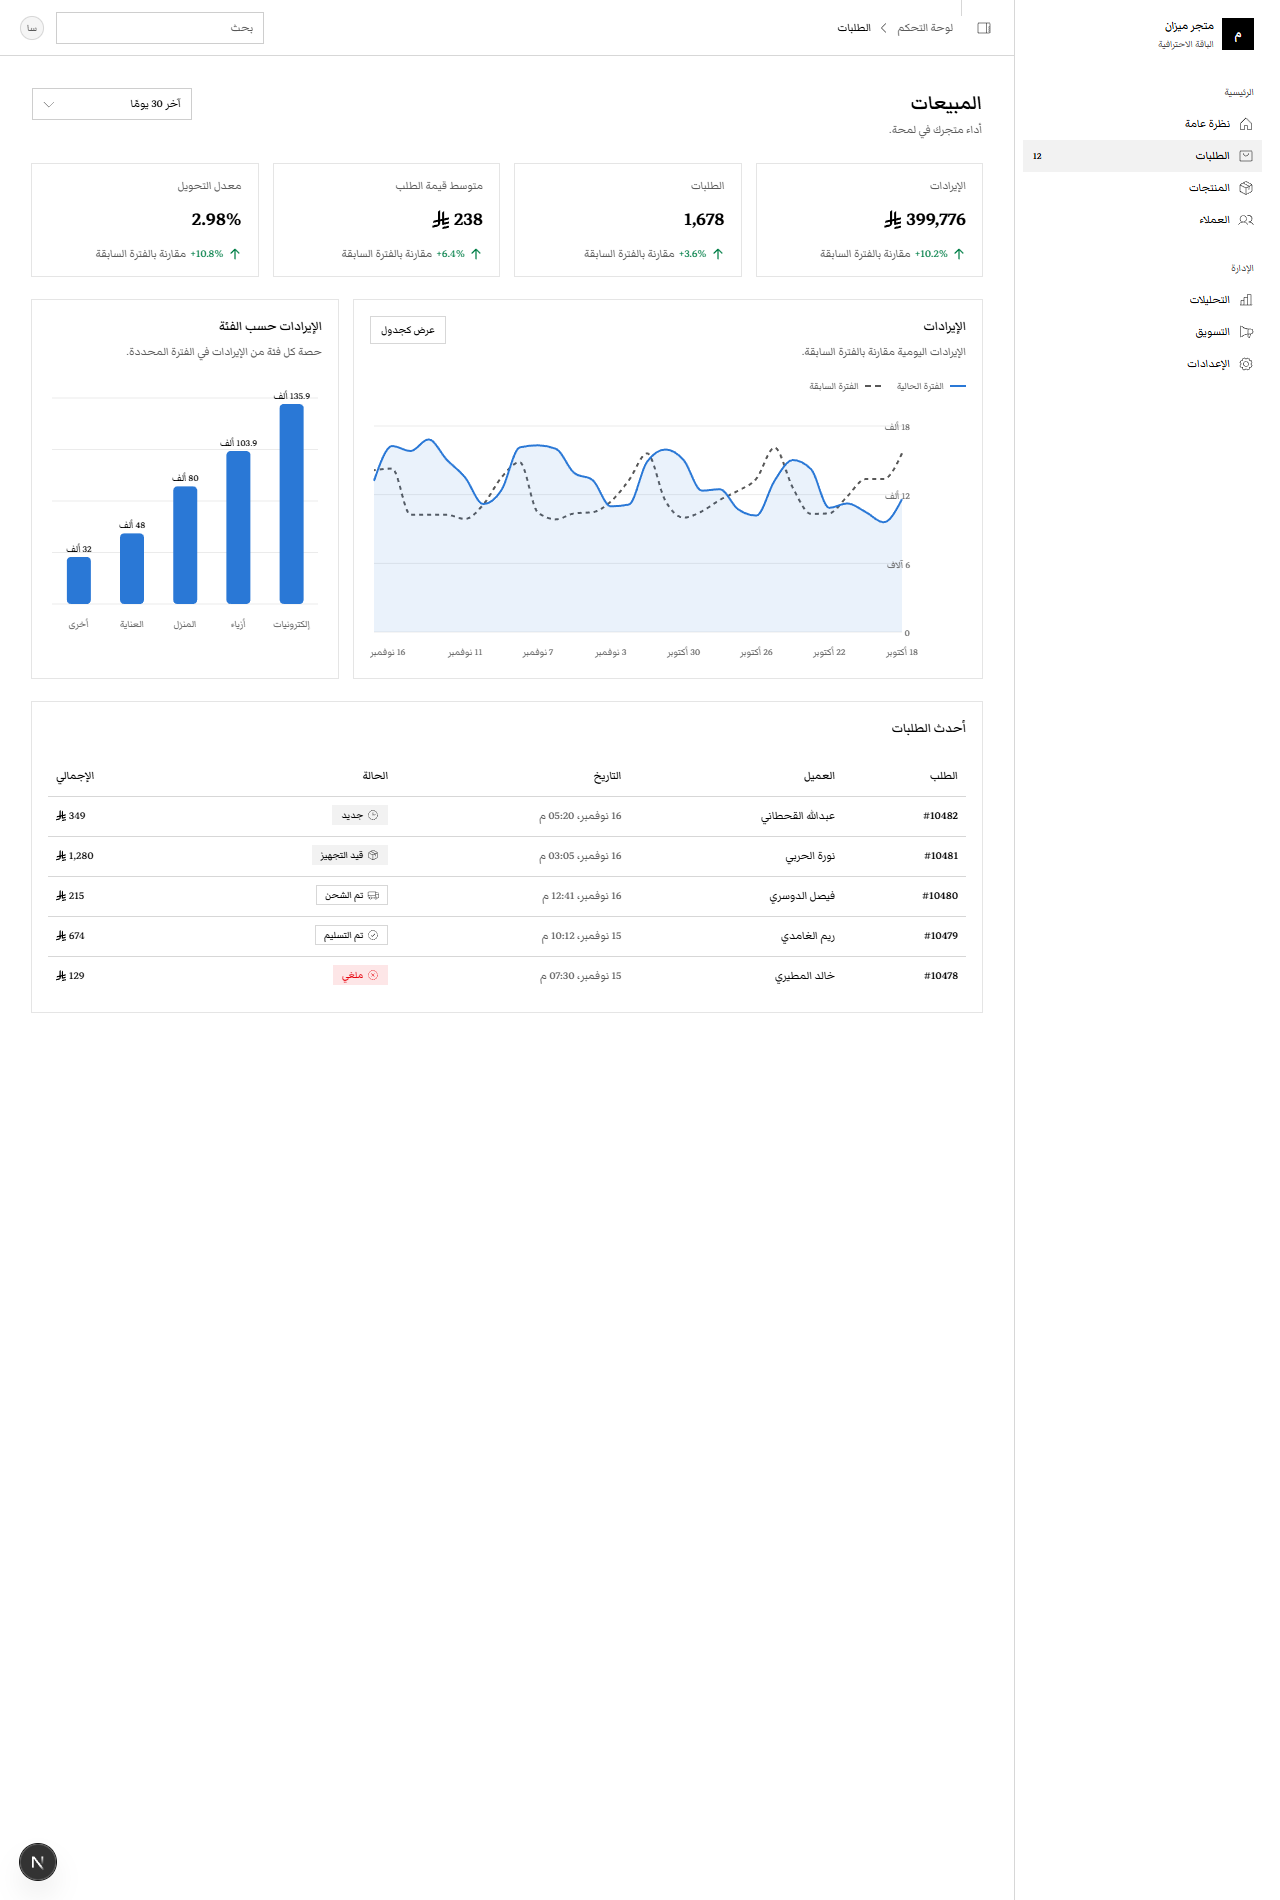 م
متجر ميزان
الباقة الاحترافية
الرئيسية
نظرة عامة
الطلبات 12
المنتجات
العملاء
الإدارة
التحليلات
التسويق
الإعدادات
لوحة التحكم
الطلبات
بحث
سا
المبيعات
أداء متجرك في لمحة.
آخر 30 يومًا
الإيرادات
399,776
+10.2% مقارنة بالفترة السابقة
الطلبات
1,678
+3.6% مقارنة بالفترة السابقة
متوسط قيمة الطلب
238
+6.4% مقارنة بالفترة السابقة
معدل التحويل
2.98%
+10.8% مقارنة بالفترة السابقة
الإيرادات
الإيرادات اليومية مقارنة بالفترة السابقة.
عرض كجدول
الفترة الحالية
الفترة السابقة
18 ألف
12 ألف
6 آلاف
0
18 أكتوبر
22 أكتوبر
26 أكتوبر
30 أكتوبر
3 نوفمبر
7 نوفمبر
11 نوفمبر
16 نوفمبر
الإيرادات حسب الفئة
حصة كل فئة من الإيرادات في الفترة المحددة.
135.9 ألف
103.9 ألف
80 ألف
48 ألف
32 ألف
إلكترونيات
أزياء
المنزل
العناية
أخرى
أحدث الطلبات
الطلب العميل التاريخ الحالة الإجمالي
#10482 عبدالله القحطاني 16 نوفمبر، 05:20 م جديد 349
#10481 نورة الحربي 16 نوفمبر، 03:05 م قيد التجهيز 1,280
#10480 فيصل الدوسري 16 نوفمبر، 12:41 م تم الشحن 215
#10479 ريم الغامدي 15 نوفمبر، 10:12 م تم التسليم 674
#10478 خالد المطيري 15 نوفمبر، 07:30 م ملغي 129
N